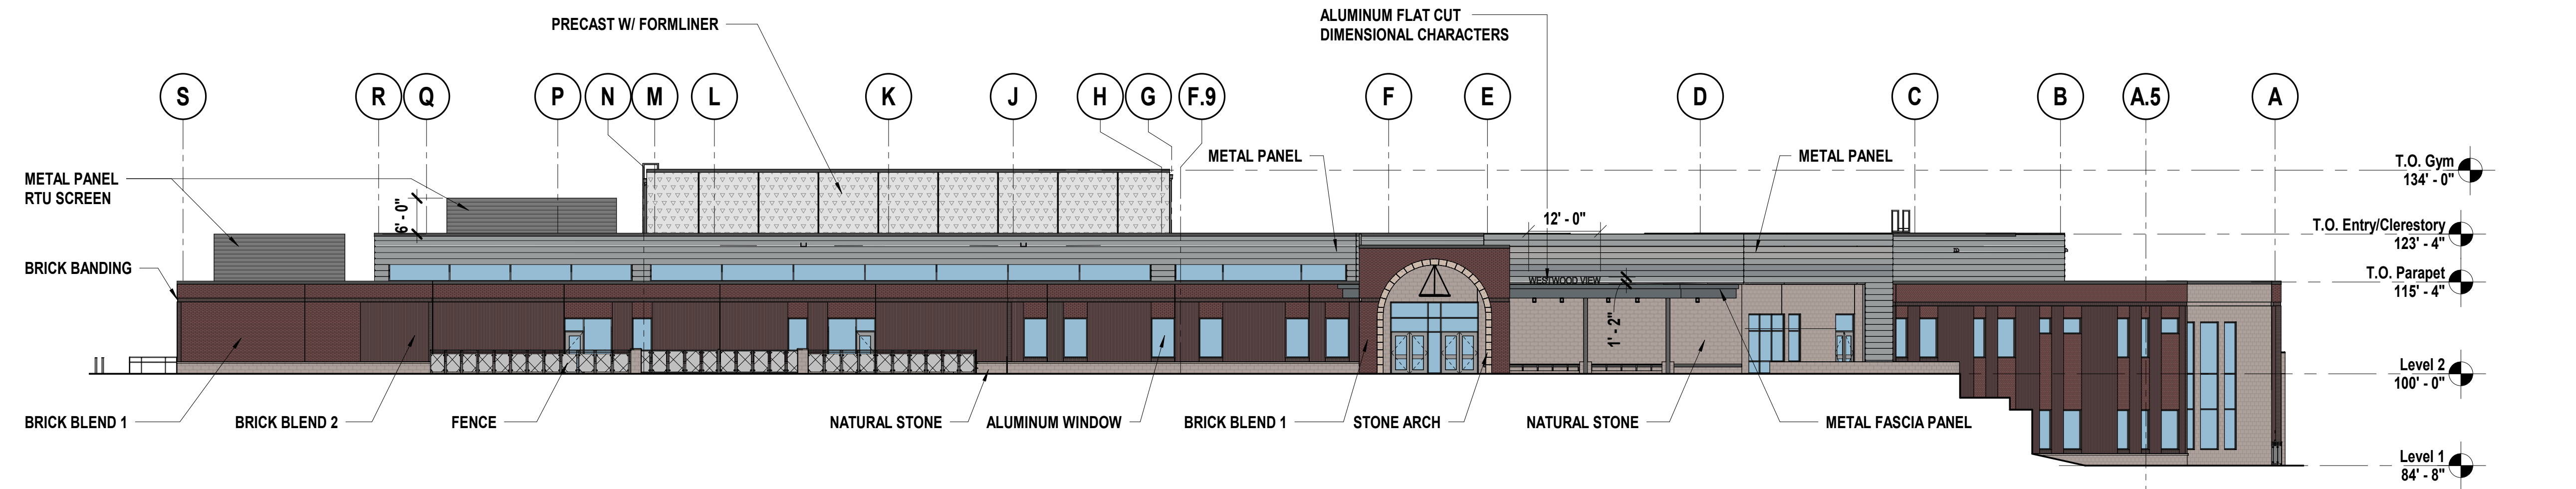 PRECAST W/ FORMLINER
ALUMINUM FLAT CUT
DIMENSIONAL CHARACTERS
S
R
Q
P
N
M
L
K
J
H
G
F.9
F
E
D
C
B
A.5
A
METAL PANEL
RTU SCREEN
6' - 0"
METAL PANEL
12' - 0"
METAL PANEL
T.O. Gym
134' - 0"
T.O. Entry/Clerestory
123' - 4"
BRICK BANDING
WESTWOOD VIEW
1' - 2"
T.O. Parapet
115' - 4"
Level 2
100' - 0"
BRICK BLEND 1
BRICK BLEND 2
FENCE
NATURAL STONE
ALUMINUM WINDOW
BRICK BLEND 1
STONE ARCH
NATURAL STONE
METAL FASCIA PANEL
Level 1
84' - 8"